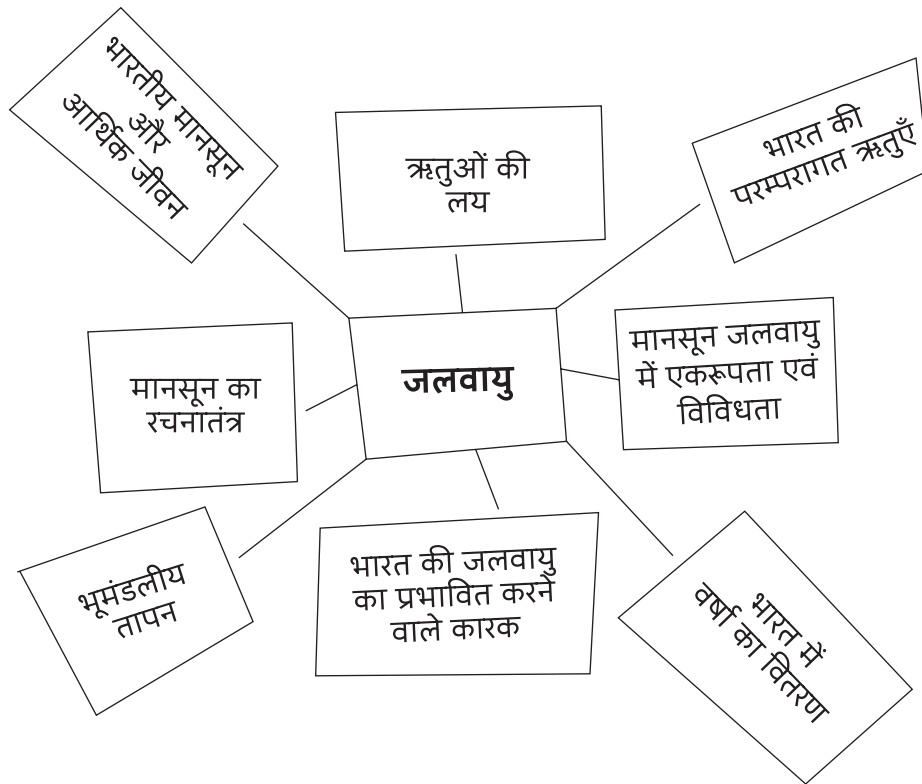 भारतीय मानसून
और
आर्थिक जीवन
ऋतुओं की
लय
भारत की
परम्परागत ऋतुएँ
मानसून का
रचनातंत्र
जलवायु
मानसून जलवायु
में एकरूपता एवं
विविधता
भूमंडलीय
तापन
भारत की जलवायु
का प्रभावित करने
वाले कारक
भारत में
वर्षा का वितरण